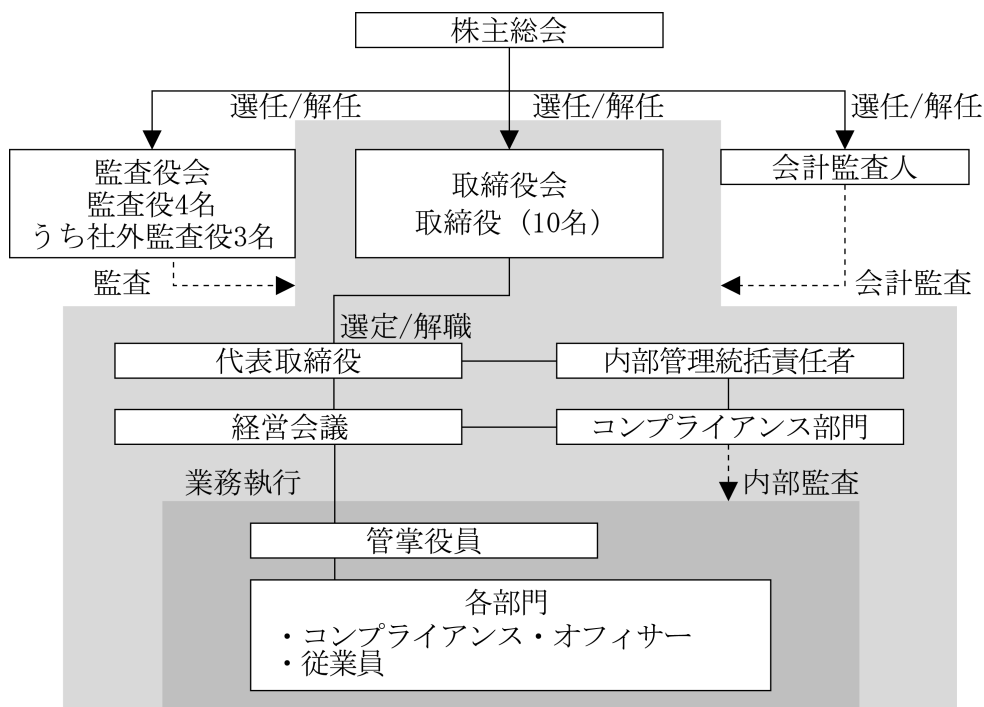 株主総会
選任/解任
選任/解任
選任/解任
監査役会
監査役4名
うち社外監査役3名
取締役会
取締役（10名）
会計監査人
監査
会計監査
選定/解職
代表取締役
内部管理統括責任者
経営会議
コンプライアンス部門
業務執行
内部監査
管掌役員
各部門
・コンプライアンス・オフィサー
・従業員